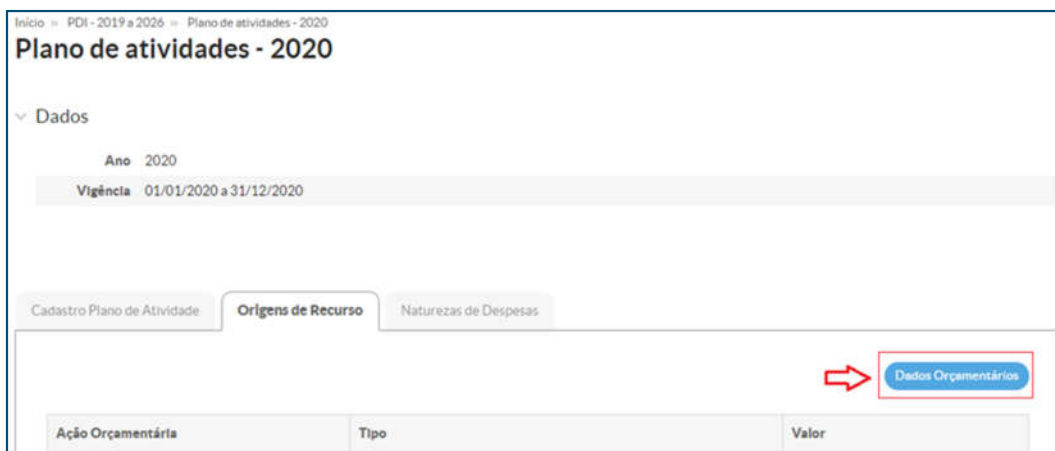 Início » PDI - 2019 a 2026 » Plano de atividades - 2020
Plano de atividades - 2020
Dados
Ano 2020
Vigência 01/01/2020 a 31/12/2020
Cadastro Plano de Atividade Origens de Recurso Naturezas de Despesas
Dados Orçamentários
Ação Orçamentária Tipo Valor